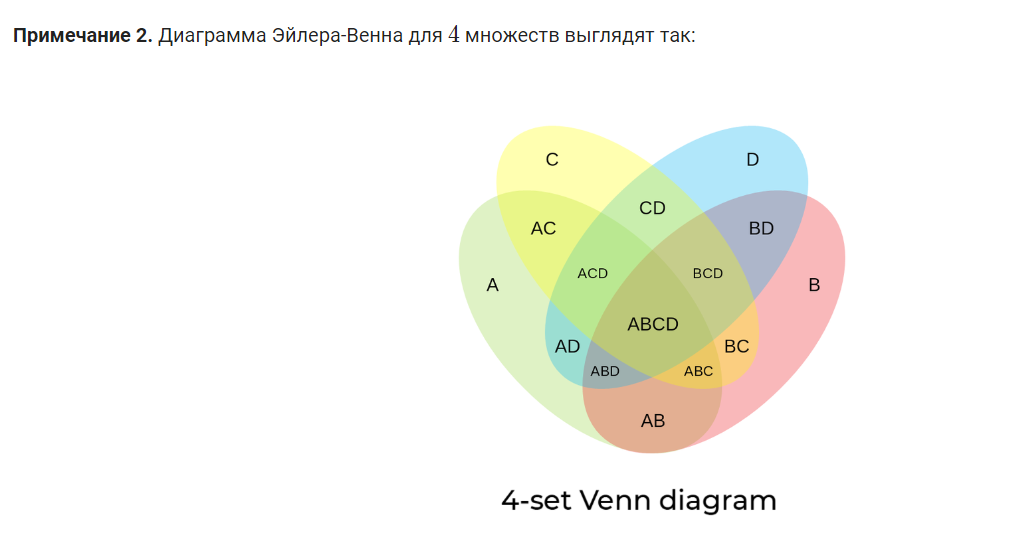 Примечание 2. Диаграмма Эйлера-Венна для 4 множеств выглядят так:
C
D
CD
AC
BD
ACD
BCD
A
B
ABCD
AD
BC
ABD
ABC
AB
4-set Venn diagram